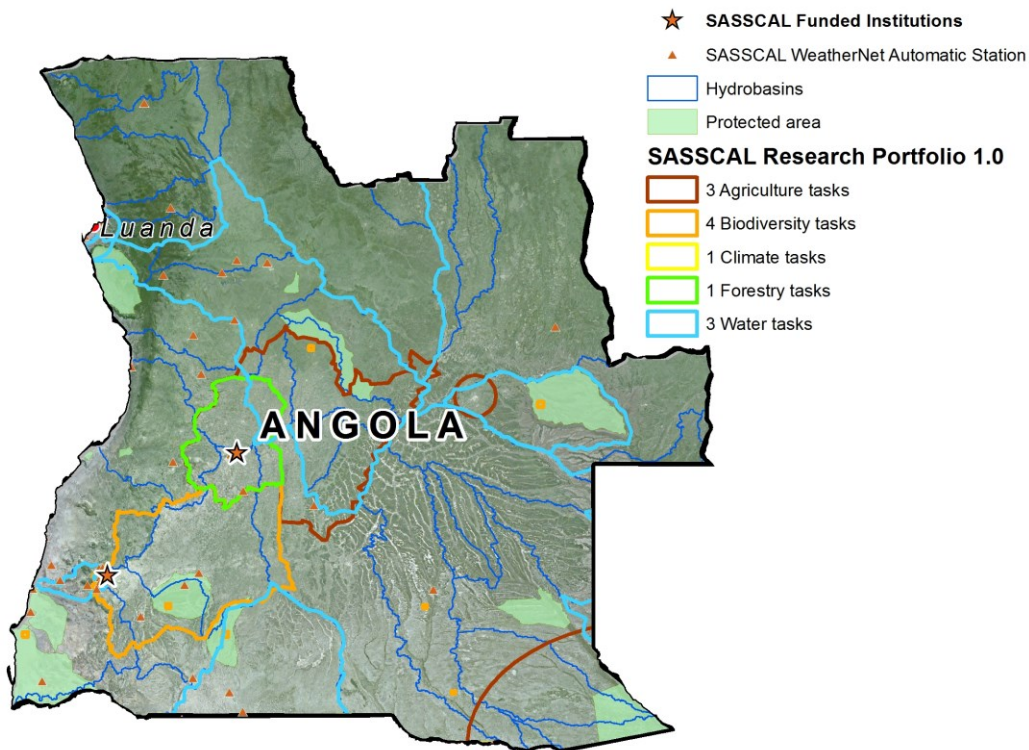 SASSCAL Funded Institutions
SASSCAL WeatherNet Automatic Station
Hydrobasins
Protected area
SASSCAL Research Portfolio 1.0
3 Agriculture tasks
4 Biodiversity tasks
1 Climate tasks
1 Forestry tasks
3 Water tasks
Luanda
ANGOLA